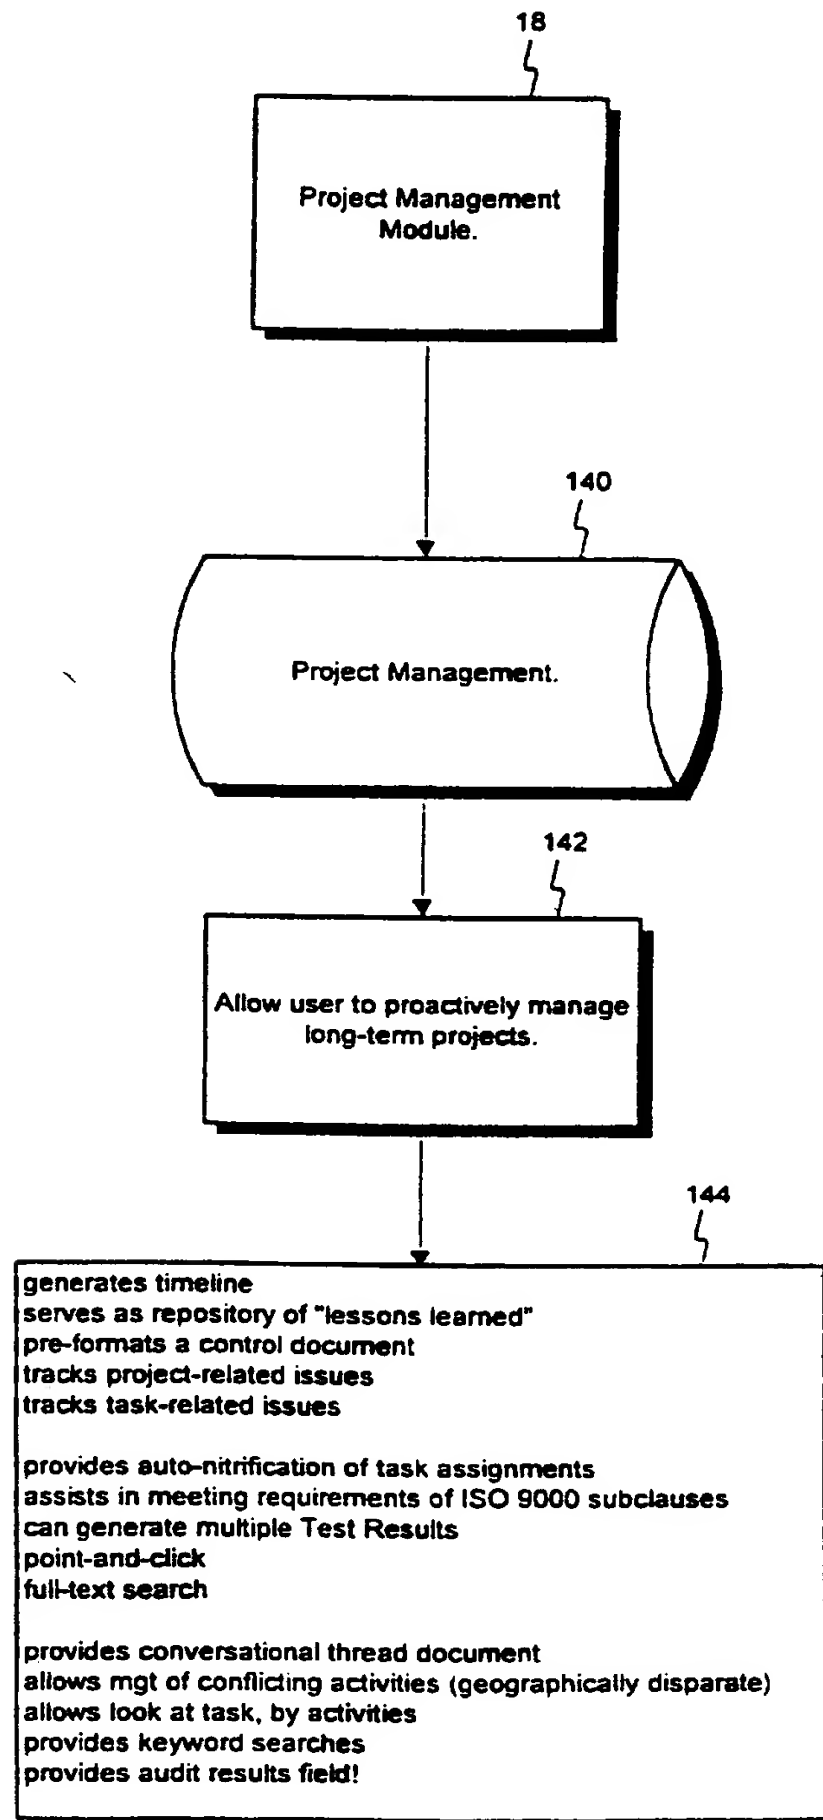 18
Project Management
Module.
140
Project Management.
142
Allow user to proactively manage
long-term projects.
144
generates timeline
serves as repository of "lessons learned"
pre-formats a control document
tracks project-related issues
tracks task-related issues
provides auto-nitrification of task assignments
assists in meeting requirements of ISO 9000 subclauses
can generate multiple Test Results
point-and-click
full-text search
provides conversational thread document
allows mgt of conflicting activities (geographically disparate)
allows look at task, by activities
provides keyword searches
provides audit results field!